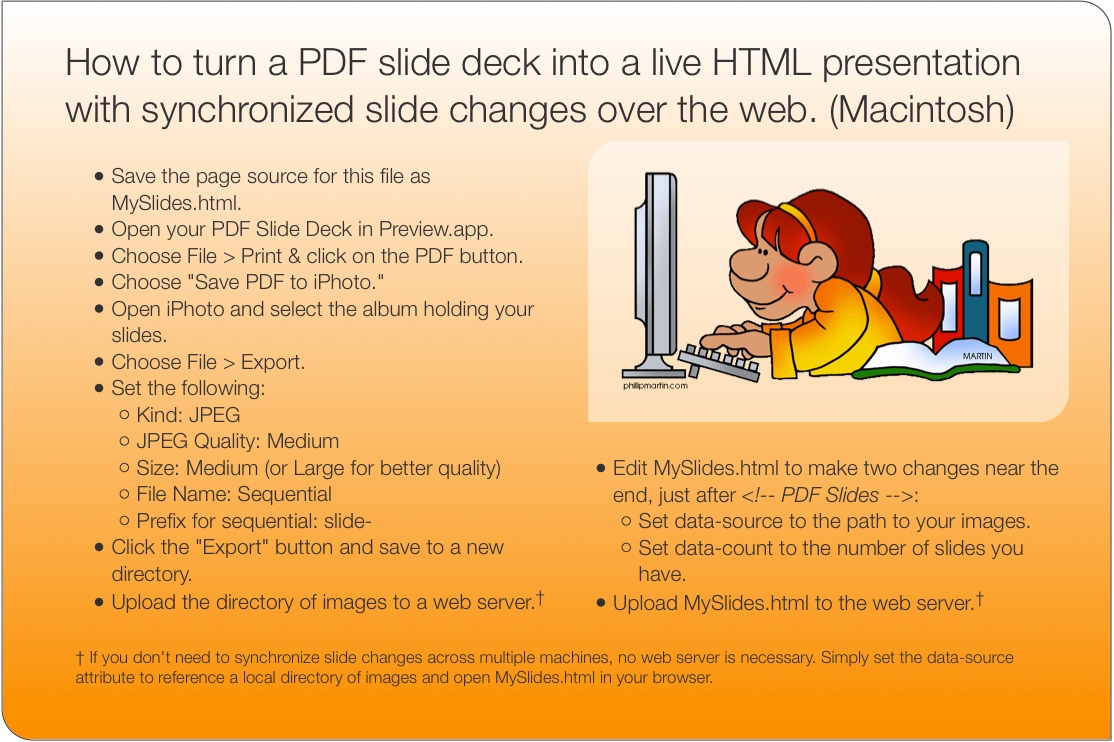 How to turn a PDF slide deck into a live HTML presentation
with synchronized slide changes over the web. (Macintosh)
• Save the page source for this file as
MySlides.html.
• Open your PDF Slide Deck in Preview.app.
• Choose File > Print & click on the PDF button.
• Choose "Save PDF to iPhoto."
• Open iPhoto and select the album holding your
slides.
• Choose File > Export.
• Set the following:
○ Kind: JPEG
○ JPEG Quality: Medium
○ Size: Medium (or Large for better quality)
○ File Name: Sequential
○ Prefix for sequential: slide-
• Click the "Export" button and save to a new
directory.
• Upload the directory of images to a web server.†
MARTIN
philipmartin.com
• Edit MySlides.html to make two changes near the
end, just after <!-- PDF Slides -->:
○ Set data-source to the path to your images.
○ Set data-count to the number of slides you
have.
• Upload MySlides.html to the web server.†
† If you don't need to synchronize slide changes across multiple machines, no web server is necessary. Simply set the data-source
attribute to reference a local directory of images and open MySlides.html in your browser.